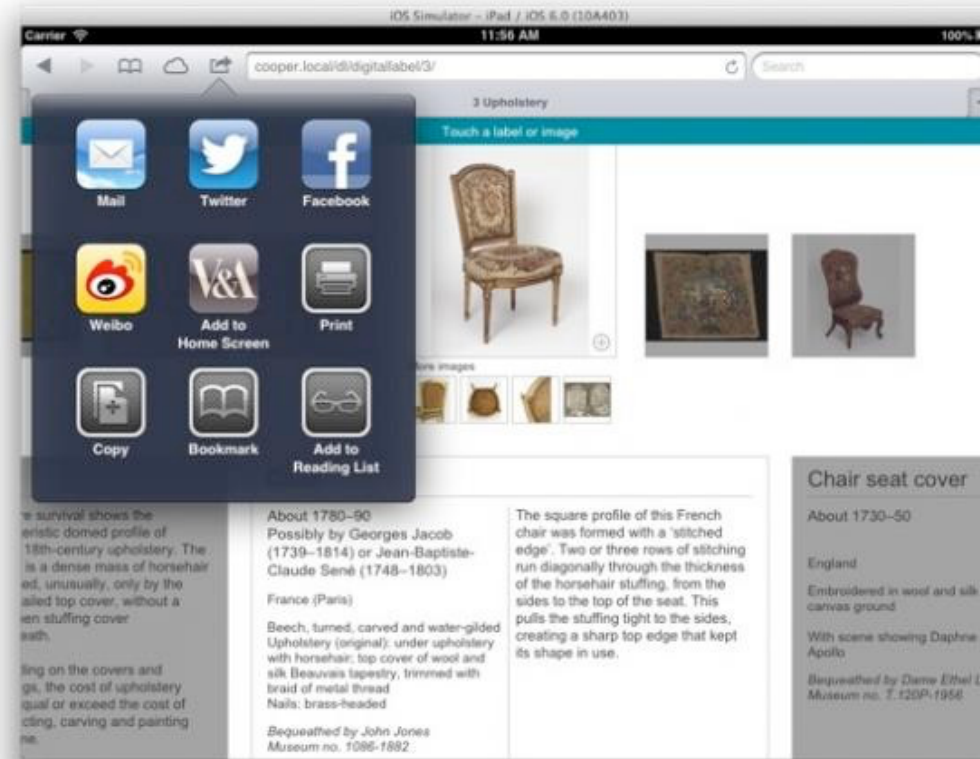 iOS Simulator – iPad / iOS 6.0 (10A403)
Carrier
11:56 AM
100%
cooper.local/dl/digitallabel/3/
Search
3 Upholstery
Touch a label or image
Mail
Twitter
Facebook
Weibo
V&A
Add to
Home Screen
Print
Copy
Bookmark
Add to
Reading List
images
survival shows the
domed profile of
18th-century upholstery. The
is a dense mass of horsehair
unusually, only by the
top cover, without a
stuffing cover
on the covers and
the cost of upholstery
or exceed the cost of
carving and painting
About 1780–90
Possibly by Georges Jacob
(1739–1814) or Jean-Baptiste-
Claude Sené (1748–1803)
France (Paris)
Beech, turned, carved and water-gilded
Upholstery (original): under upholstery
with horsehair; top cover of wool and
silk Beauvais tapestry, trimmed with
braid of metal thread
Nails: brass-headed
Bequeathed by John Jones
Museum no. 1086-1882
The square profile of this French
chair was formed with a 'stitched
edge'. Two or three rows of stitching
run diagonally through the thickness
of the horsehair stuffing, from the
sides to the top of the seat. This
pulls the stuffing tight to the sides,
creating a sharp top edge that kept
its shape in use.
Chair seat cover
About 1730–50
England
Embroidered in wool and silk
canvas ground
With scene showing Daphne
Apollo
Bequeathed by Dame Ethel
Museum no. T.120P-1956